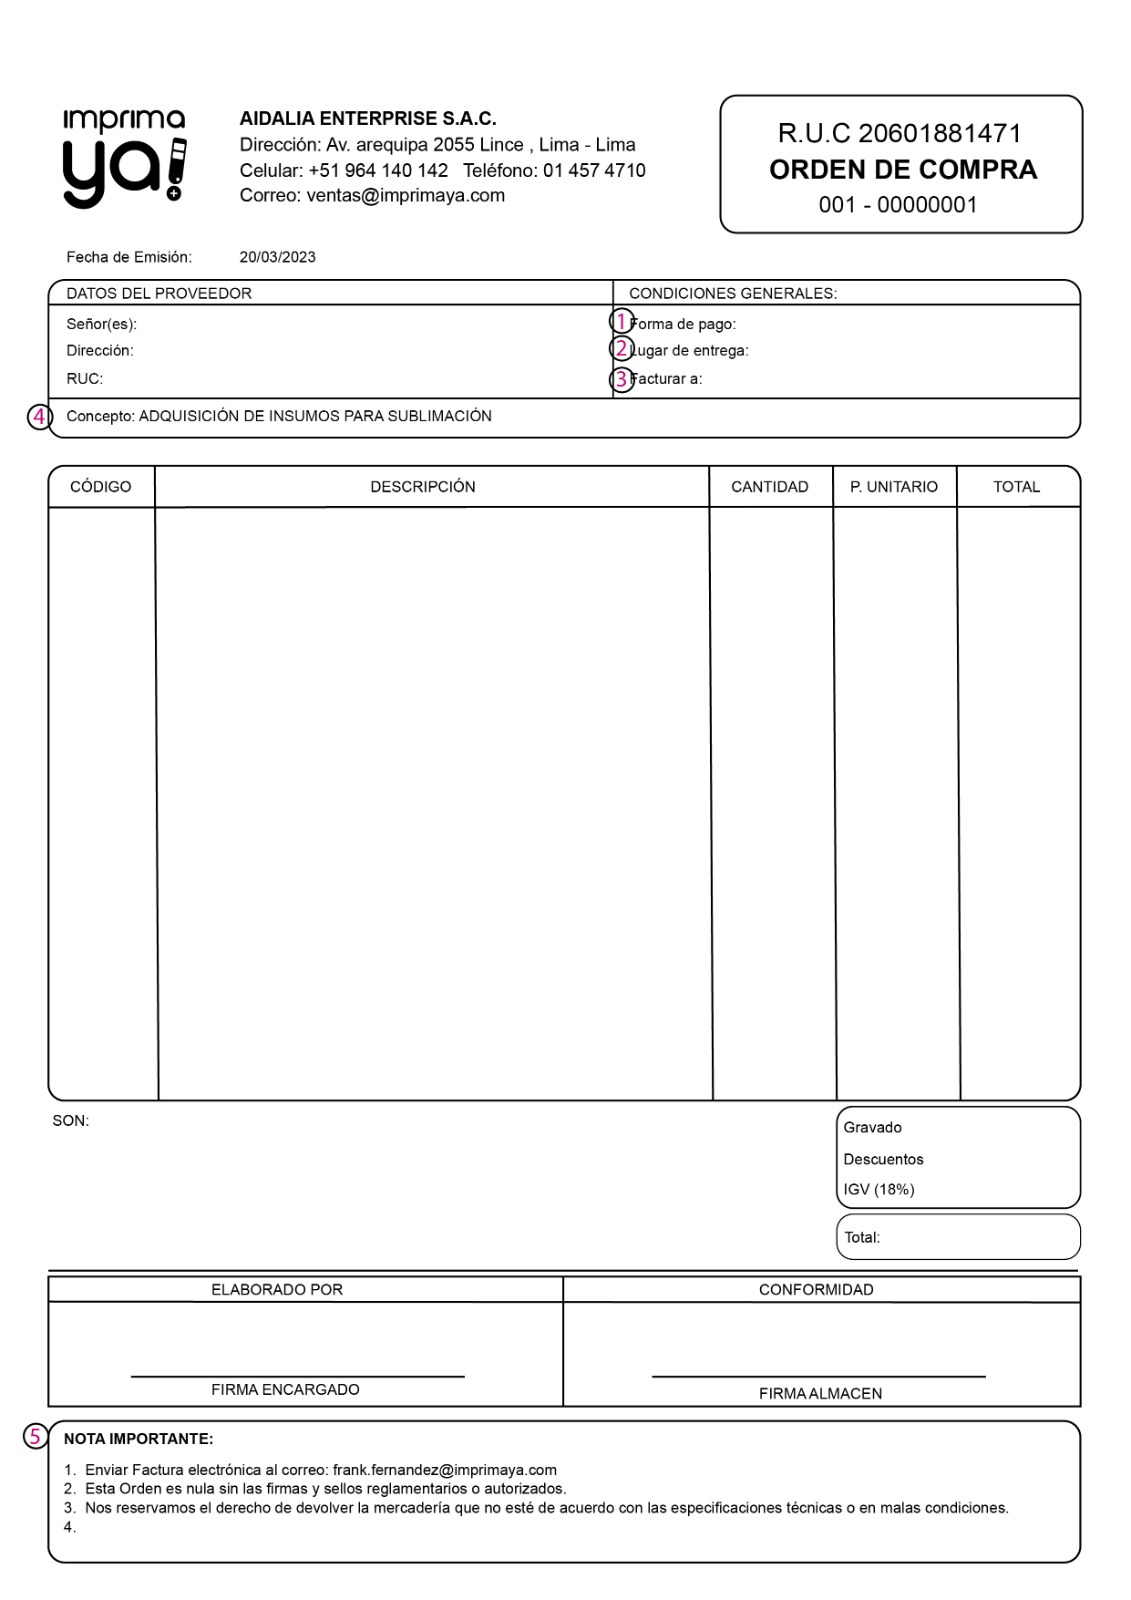 imprima
ya!
AIDALIA ENTERPRISE S.A.C.
Dirección: Av. arequipa 2055 Lince , Lima - Lima
Celular: +51 964 140 142   Teléfono: 01 457 4710
Correo: ventas@imprimaya.com
R.U.C 20601881471
ORDEN DE COMPRA
001 - 00000001
Fecha de Emisión: 20/03/2023
DATOS DEL PROVEEDOR
Señor(es):
Dirección:
RUC:
CONDICIONES GENERALES:
1 Forma de pago:
2 Lugar de entrega:
3 Facturar a:
4 Concepto: ADQUISICIÓN DE INSUMOS PARA SUBLIMACIÓN
CÓDIGO DESCRIPCIÓN CANTIDAD P. UNITARIO TOTAL
SON:
Gravado
Descuentos
IGV (18%)
Total:
ELABORADO POR
FIRMA ENCARGADO
CONFORMIDAD
FIRMA ALMACEN
5 NOTA IMPORTANTE:
1. Enviar Factura electrónica al correo: frank.fernandez@imprimaya.com
2. Esta Orden es nula sin las firmas y sellos reglamentarios o autorizados.
3. Nos reservamos el derecho de devolver la mercadería que no esté de acuerdo con las especificaciones técnicas o en malas condiciones.
4.